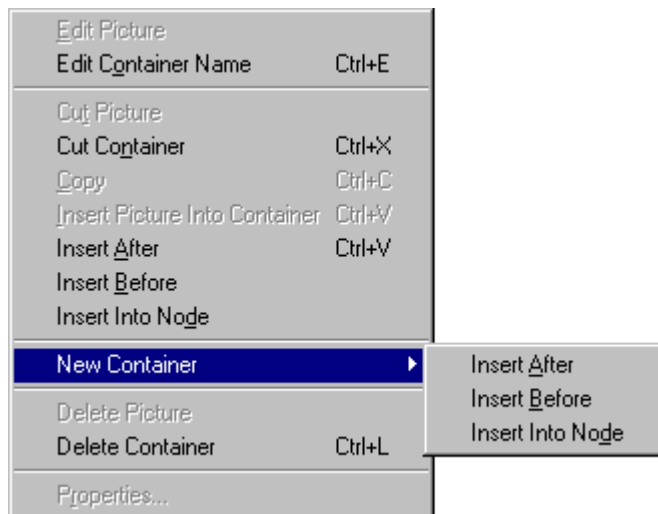 Edit Picture
Edit Container Name Ctrl+E
Cut Picture
Cut Container Ctrl+X
Copy Ctrl+C
Insert Picture Into Container Ctrl+V
Insert After Ctrl+V
Insert Before
Insert Into Node
New Container
Insert After
Insert Before
Insert Into Node
Delete Picture
Delete Container Ctrl+L
Properties...